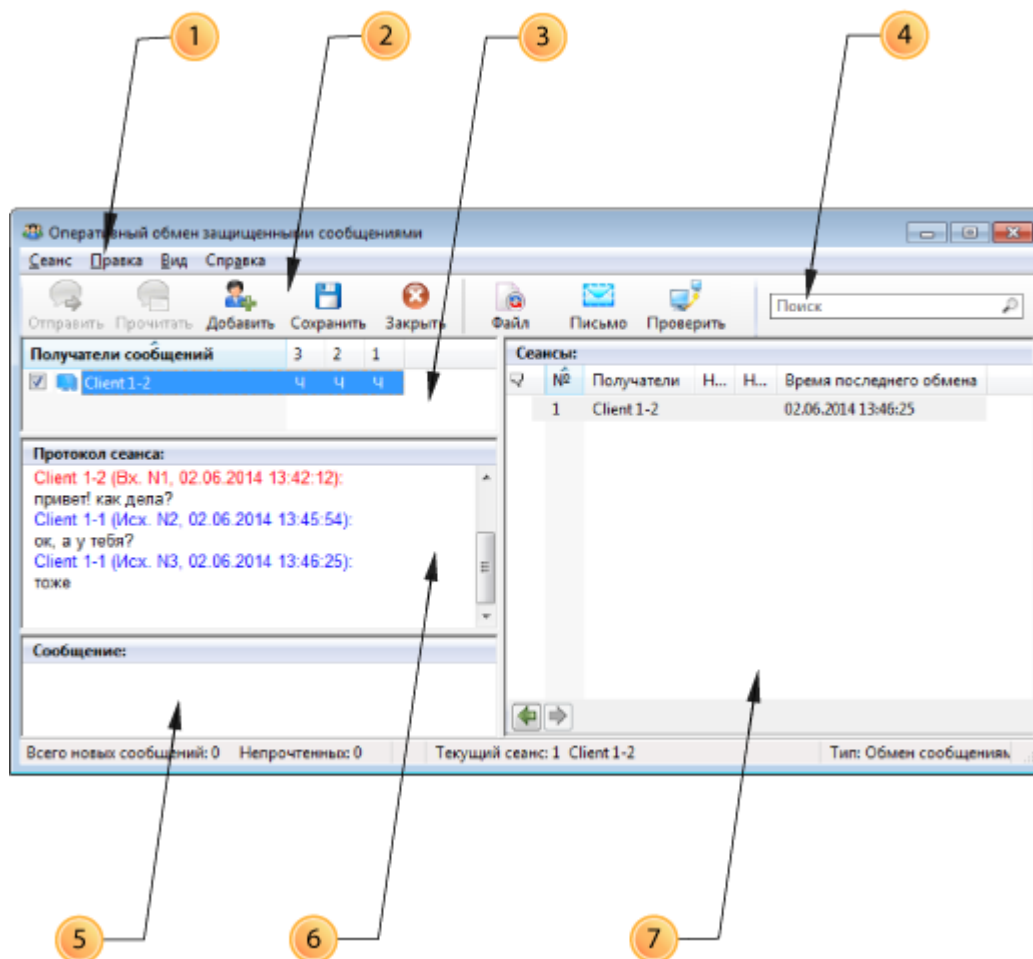 1 2 3 4
Оперативный обмен защищенными сообщениями
Сеанс Правка Вид Справка
Отправить Прочитать Добавить Сохранить Закрыть Файл Письмо Проверить Поиск
Получатели сообщений 3 2 1
Client 1-2 Ч Ч Ч
Протокол сеанса:
Client 1-2 (Вх. N1, 02.06.2014 13:42:12):
привет! как дела?
Client 1-1 (Исх. N2, 02.06.2014 13:45:54):
ок, а у тебя?
Client 1-1 (Исх. N3, 02.06.2014 13:46:25):
тоже
Сообщение:
Сеансы:
№ Получатели Н... Н... Время последнего обмена
1 Client 1-2 02.06.2014 13:46:25
Всего новых сообщений: 0 Непрочтенных: 0 Текущий сеанс: 1 Client 1-2 Тип: Обмен сообщениям
5 6 7